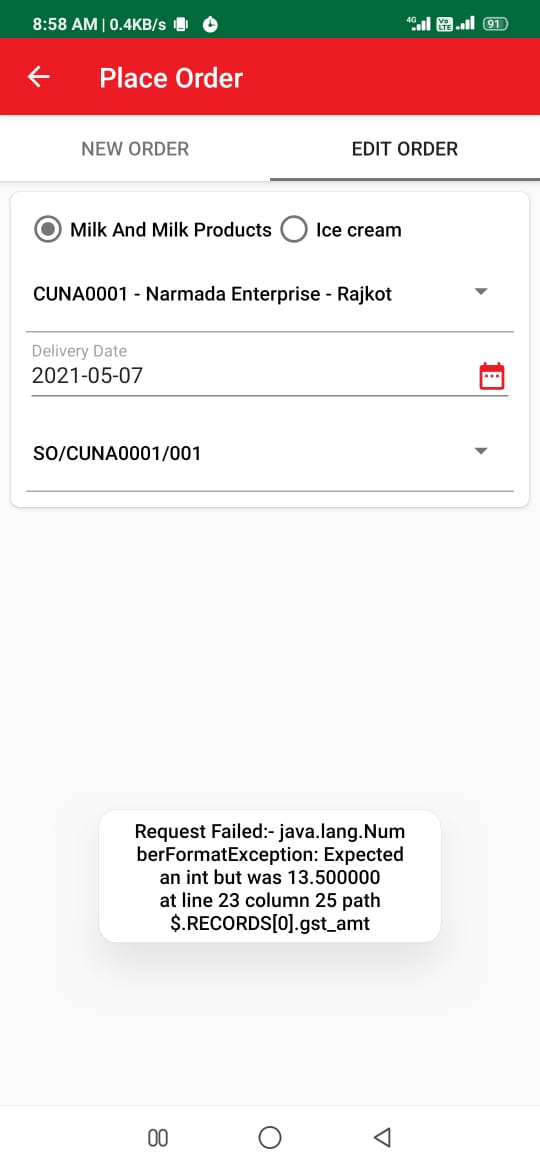 8:58 AM | 0.4KB/s
4G Vo LTE 91
Place Order
NEW ORDER EDIT ORDER
Milk And Milk Products Ice cream
CUNA0001 - Narmada Enterprise - Rajkot
Delivery Date
2021-05-07
SO/CUNA0001/001
Request Failed:- java.lang.Num
berFormatException: Expected
an int but was 13.500000
at line 23 column 25 path
$.RECORDS[0].gst_amt